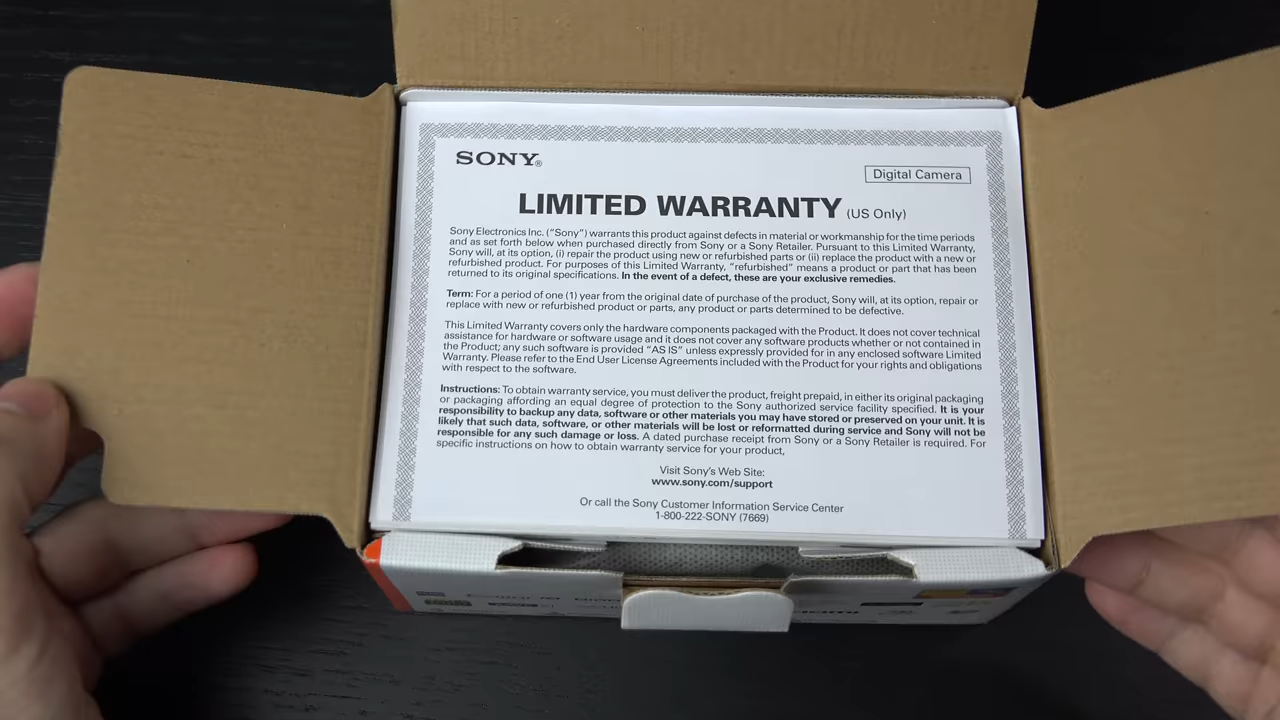 SONY®
Digital Camera
LIMITED WARRANTY (US Only)
Sony Electronics Inc. (“Sony”) warrants this product against defects in material or workmanship for the time periods
and as set forth below when purchased directly from Sony or a Sony Retailer. Pursuant to this Limited Warranty,
Sony will, at its option, (i) repair the product using new or refurbished parts or (ii) replace the product with a new or
refurbished product. For purposes of this Limited Warranty, “refurbished” means a product or part that has been
returned to its original specifications. In the event of a defect, these are your exclusive remedies.
Term: For a period of one (1) year from the original date of purchase of the product, Sony will, at its option, repair or
replace with new or refurbished product or parts, any product or parts determined to be defective.
This Limited Warranty covers only the hardware components packaged with the Product. It does not cover technical
assistance for hardware or software usage and it does not cover any software products whether or not contained in
the Product; any such software is provided “AS IS” unless expressly provided for in any enclosed software Limited
Warranty. Please refer to the End User License Agreements included with the Product for your rights and obligations
with respect to the software.
Instructions: To obtain warranty service, you must deliver the product, freight prepaid, in either its original packaging
or packaging affording an equal degree of protection to the Sony authorized service facility specified. It is your
responsibility to backup any data, software or other materials you may have stored or preserved on your unit. It is
likely that such data, software, or other materials will be lost or reformatted during service and Sony will not be
responsible for any such damage or loss. A dated purchase receipt from Sony or a Sony Retailer is required. For
specific instructions on how to obtain warranty service for your product,
Visit Sony's Web Site:
www.sony.com/support
Or call the Sony Customer Information Service Center
1-800-222-SONY (7669)